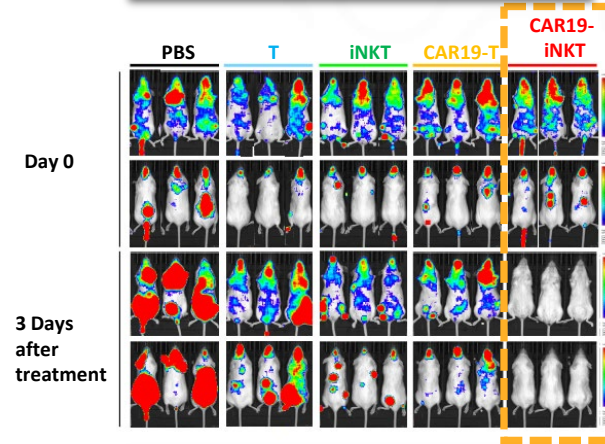 PBS
T
iNKT
CAR19-T
CAR19-
iNKT
Day 0
3 Days
after
treatment